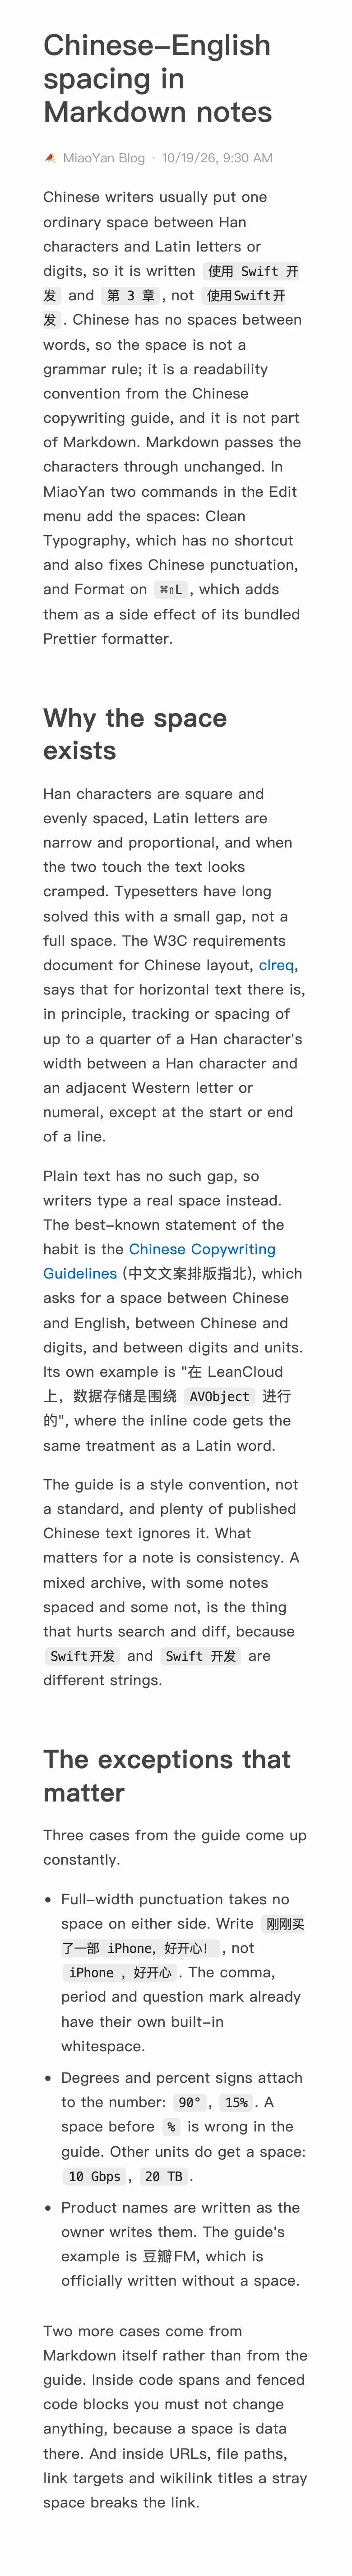 Chinese–English
spacing in
Markdown notes
MiaoYan Blog · 10/19/26, 9:30 AM
Chinese writers usually put one
ordinary space between Han
characters and Latin letters or
digits, so it is written 使用 Swift 开
发 and 第 3 章, not 使用Swift开
发. Chinese has no spaces between
words, so the space is not a
grammar rule; it is a readability
convention from the Chinese
copywriting guide, and it is not part
of Markdown. Markdown passes the
characters through unchanged. In
MiaoYan two commands in the Edit
menu add the spaces: Clean
Typography, which has no shortcut
and also fixes Chinese punctuation,
and Format on ⌘⇧L, which adds
them as a side effect of its bundled
Prettier formatter.
Why the space
exists
Han characters are square and
evenly spaced, Latin letters are
narrow and proportional, and when
the two touch the text looks
cramped. Typesetters have long
solved this with a small gap, not a
full space. The W3C requirements
document for Chinese layout, clreq,
says that for horizontal text there is,
in principle, tracking or spacing of
up to a quarter of a Han character's
width between a Han character and
an adjacent Western letter or
numeral, except at the start or end
of a line.
Plain text has no such gap, so
writers type a real space instead.
The best-known statement of the
habit is the Chinese Copywriting
Guidelines (中文文案排版指北), which
asks for a space between Chinese
and English, between Chinese and
digits, and between digits and units.
Its own example is "在 LeanCloud
上，数据存储是围绕 AVObject 进行
的", where the inline code gets the
same treatment as a Latin word.
The guide is a style convention, not
a standard, and plenty of published
Chinese text ignores it. What
matters for a note is consistency. A
mixed archive, with some notes
spaced and some not, is the thing
that hurts search and diff, because
Swift开发 and Swift 开发 are
different strings.
The exceptions that
matter
Three cases from the guide come up
constantly.
• Full-width punctuation takes no
space on either side. Write 刚刚买
了一部 iPhone，好开心！, not
iPhone ，好开心. The comma,
period and question mark already
have their own built-in
whitespace.
• Degrees and percent signs attach
to the number: 90°, 15%. A
space before % is wrong in the
guide. Other units do get a space:
10 Gbps, 20 TB.
• Product names are written as the
owner writes them. The guide's
example is 豆瓣FM, which is
officially written without a space.
Two more cases come from
Markdown itself rather than from the
guide. Inside code spans and fenced
code blocks you must not change
anything, because a space is data
there. And inside URLs, file paths,
link targets and wikilink titles a stray
space breaks the link.